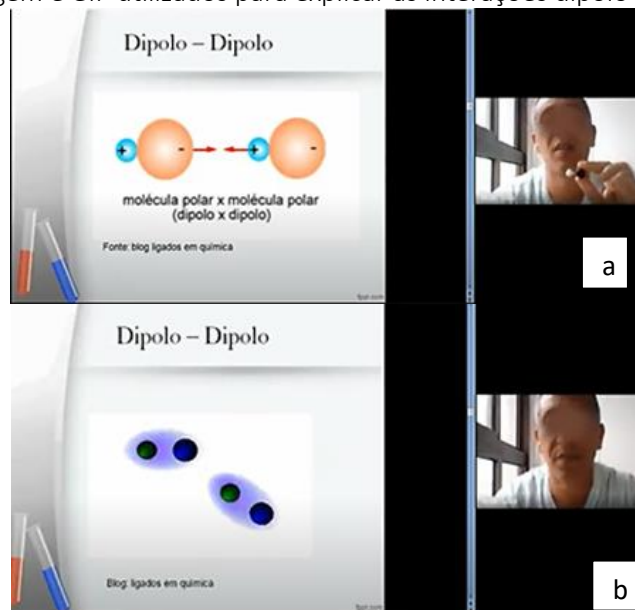 Dipolo – Dipolo
+ - + -
molécula polar x molécula polar
(dipolo x dipolo)
Fonte: blog ligados em química
a
Dipolo – Dipolo
Blog: ligados em química
b